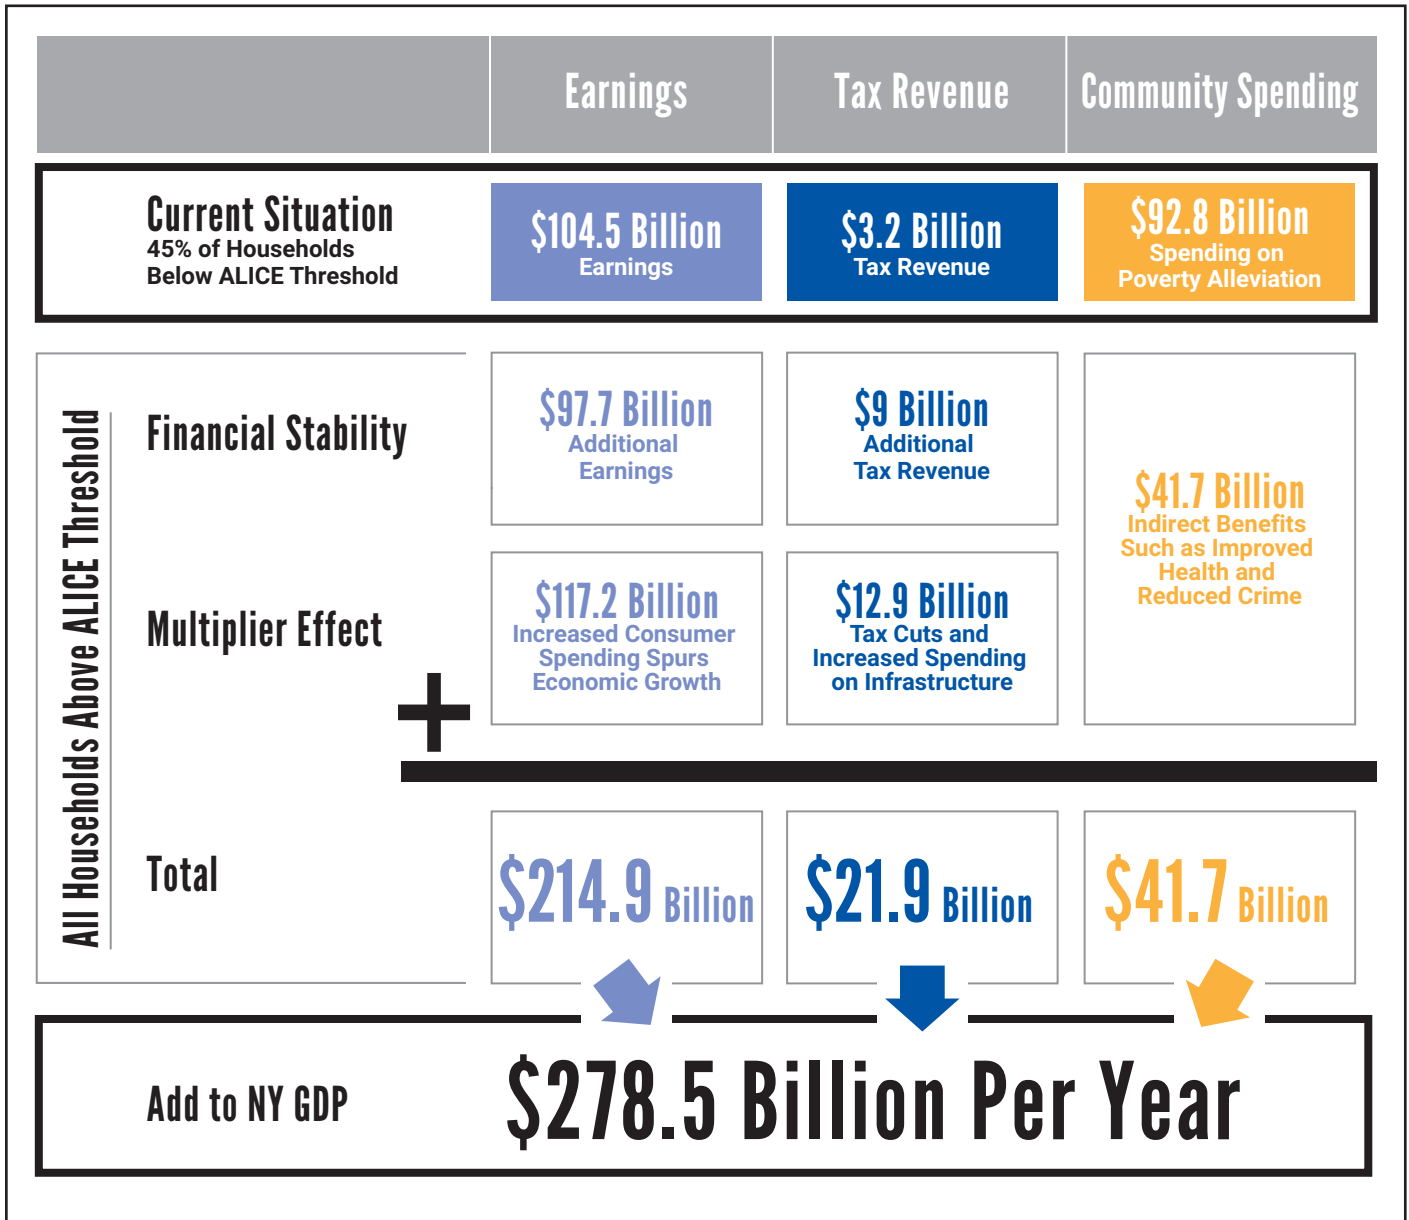 Earnings
Tax Revenue
Community Spending
Current Situation
45% of Households
Below ALICE Threshold
$104.5 Billion
Earnings
$3.2 Billion
Tax Revenue
$92.8 Billion
Spending on
Poverty Alleviation
All Households Above ALICE Threshold
Financial Stability
$97.7 Billion
Additional
Earnings
$9 Billion
Additional
Tax Revenue
$41.7 Billion
Indirect Benefits
Such as Improved
Health and
Reduced Crime
Multiplier Effect
$117.2 Billion
Increased Consumer
Spending Spurs
Economic Growth
$12.9 Billion
Tax Cuts and
Increased Spending
on Infrastructure
+
Total
$214.9 Billion
$21.9 Billion
$41.7 Billion
Add to NY GDP
$278.5 Billion Per Year